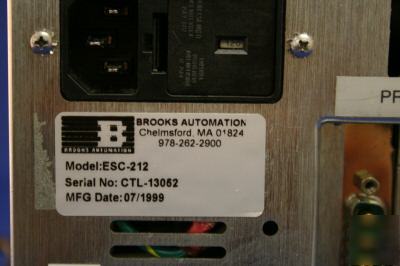 BROOKS AUTOMATION
Chelmsford, MA 01824
978-262-2900
B
BROOKS AUTOMATION
Model:ESC-212
Serial No: CTL-13052
MFG Date:07/1999
PR